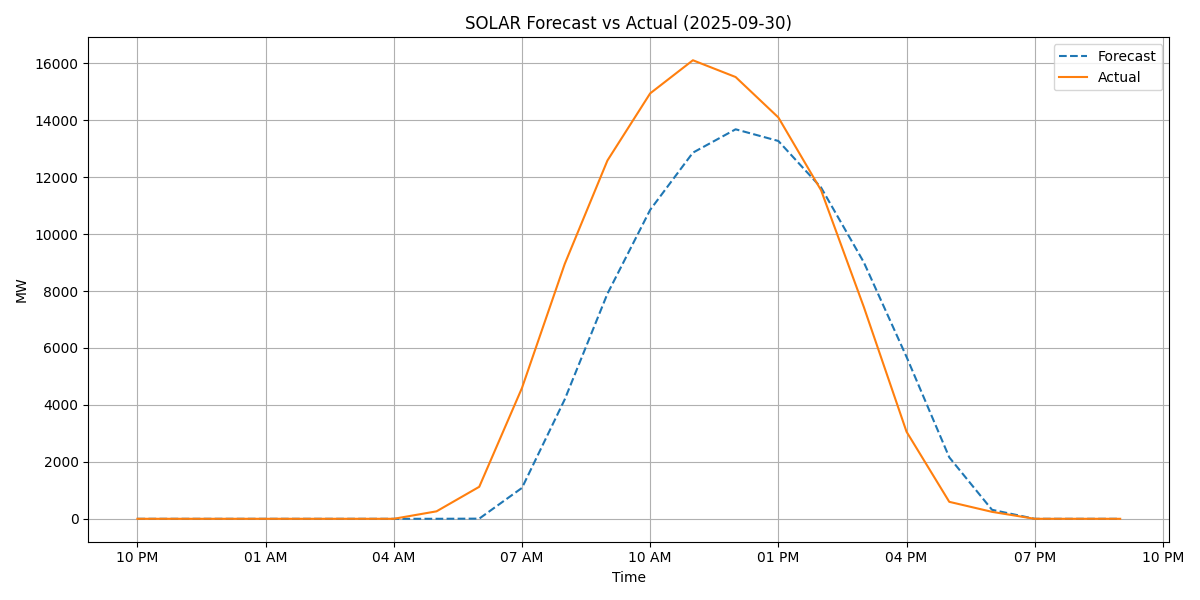 SOLAR Forecast vs Actual (2025-09-30)
Forecast
Actual
16000
14000
12000
10000
8000
6000
4000
2000
0
MW
10 PM 01 AM 04 AM 07 AM 10 AM 01 PM 04 PM 07 PM 10 PM
Time